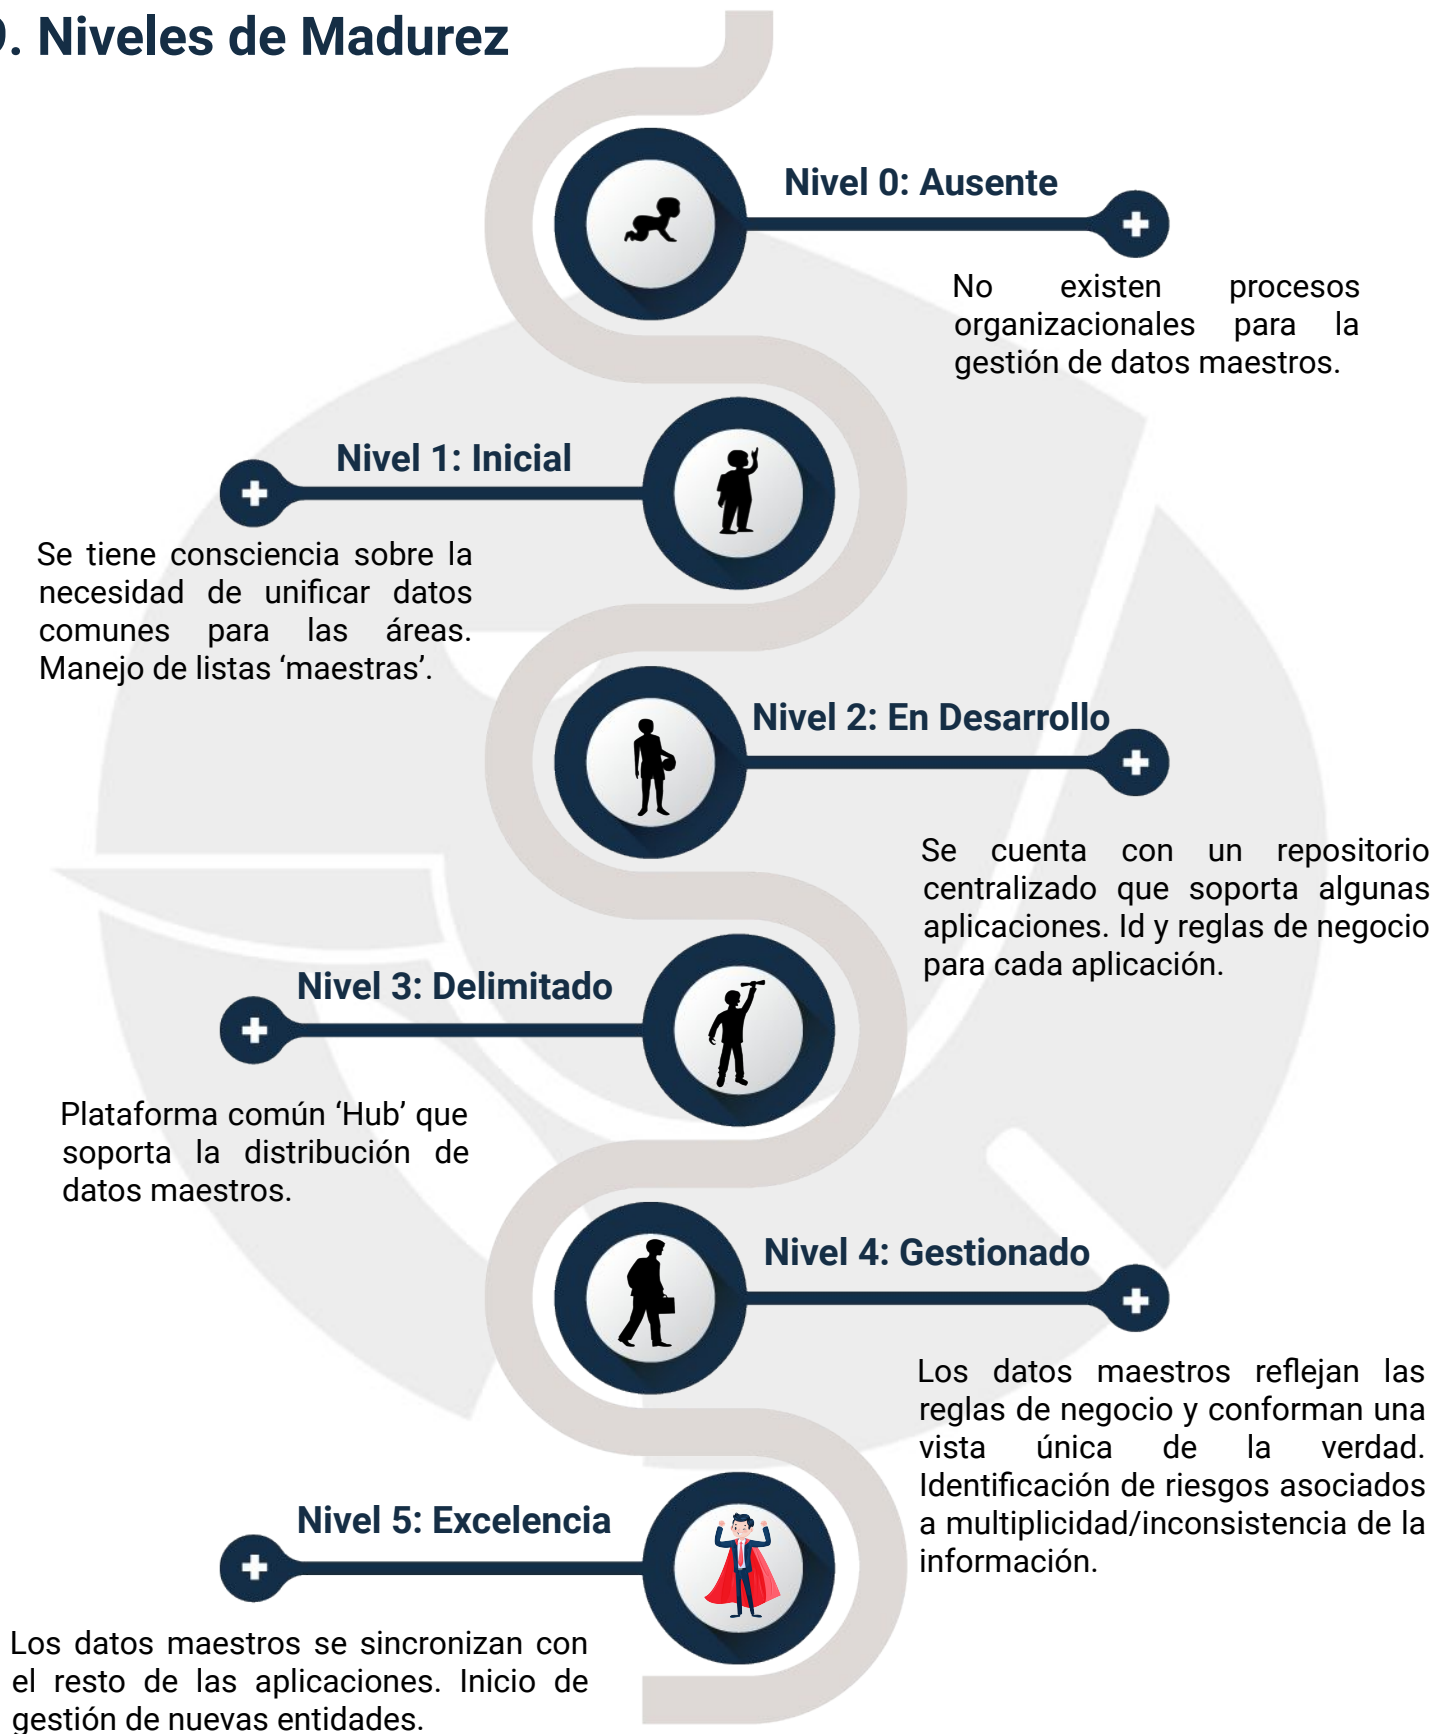 9. Niveles de Madurez
Nivel 0: Ausente
No existen procesos
organizacionales para la
gestión de datos maestros.
Nivel 1: Inicial
Se tiene consciencia sobre la
necesidad de unificar datos
comunes para las áreas.
Manejo de listas ‘maestras’.
Nivel 2: En Desarrollo
Se cuenta con un repositorio
centralizado que soporta algunas
aplicaciones. Id y reglas de negocio
para cada aplicación.
Nivel 3: Delimitado
Plataforma común ‘Hub’ que
soporta la distribución de
datos maestros.
Nivel 4: Gestionado
Los datos maestros reflejan las
reglas de negocio y conforman una
vista única de la verdad.
Identificación de riesgos asociados
a multiplicidad/inconsistencia de la
información.
Nivel 5: Excelencia
Los datos maestros se sincronizan con
el resto de las aplicaciones. Inicio de
gestión de nuevas entidades.